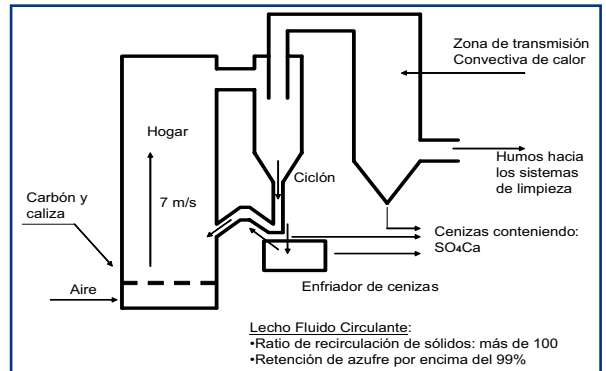 Zona de transmisión
Convectiva de calor
Hogar
Humos hacia
los sistemas
de limpieza
Ciclón
Carbón y
caliza
7 m/s
Cenizas conteniendo:
SO₄Ca
Aire
Enfriador de cenizas
Lecho Fluido Circulante:
•Ratio de recirculación de sólidos: más de 100
•Retención de azufre por encima del 99%